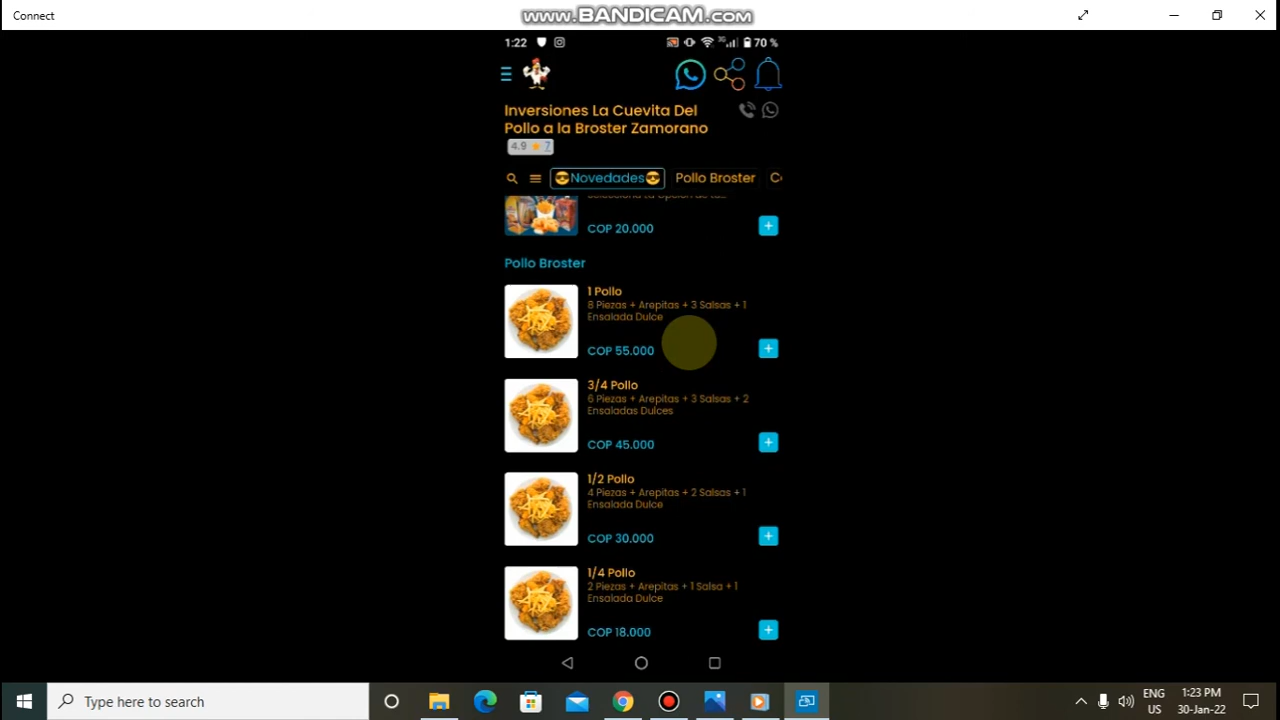 Connect
www.BANDICAM.com
1:22
3G
70 %
Inversiones La Cuevita Del
Pollo a la Broster Zamorano
4.9 ★ 7
😎Novedades😎 Pollo Broster
COP 20.000
Pollo Broster
1 Pollo
8 Piezas + Arepitas + 3 Salsas + 1
Ensalada Dulce
COP 55.000
3/4 Pollo
6 Piezas + Arepitas + 3 Salsas + 2
Ensaladas Dulces
COP 45.000
1/2 Pollo
4 Piezas + Arepitas + 2 Salsas + 1
Ensalada Dulce
COP 30.000
1/4 Pollo
2 Piezas + Arepitas + 1 Salsa + 1
Ensalada Dulce
COP 18.000
Type here to search
ENG
US
1:23 PM
30-Jan-22